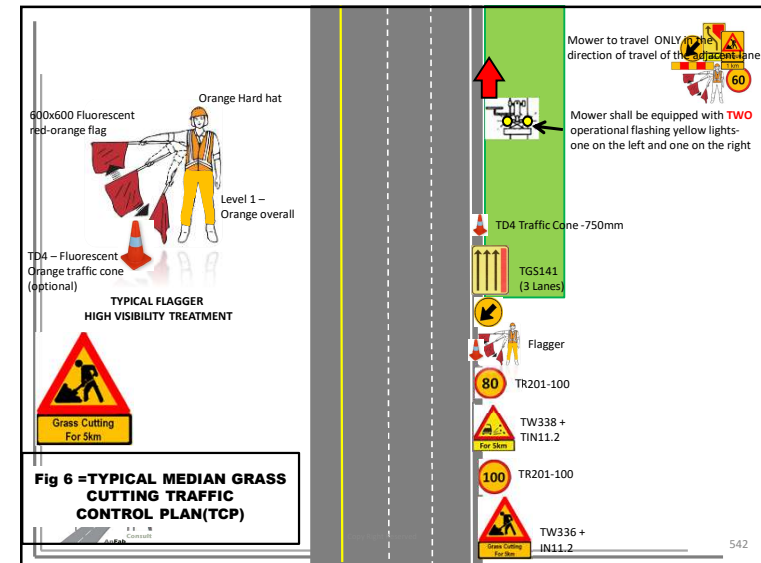 Mower to travel ONLY in the
direction of travel of the adjacent lane
1 km
60
Mower shall be equipped with TWO
operational flashing yellow lights-
one on the left and one on the right
600x600 Fluorescent
red-orange flag
Orange Hard hat
Level 1 –
Orange overall
TD4 – Fluorescent
Orange traffic cone
(optional)
TYPICAL FLAGGER
HIGH VISIBILITY TREATMENT
TD4 Traffic Cone -750mm
TGS141
(3 Lanes)
Flagger
80
TR201-100
TW338 +
TIN11.2
For 5km
100
TR201-100
TW336 +
IN11.2
Grass Cutting
For 5km
Grass Cutting
For 5km
Fig 6 =TYPICAL MEDIAN GRASS
CUTTING TRAFFIC
CONTROL PLAN(TCP)
Consult
542